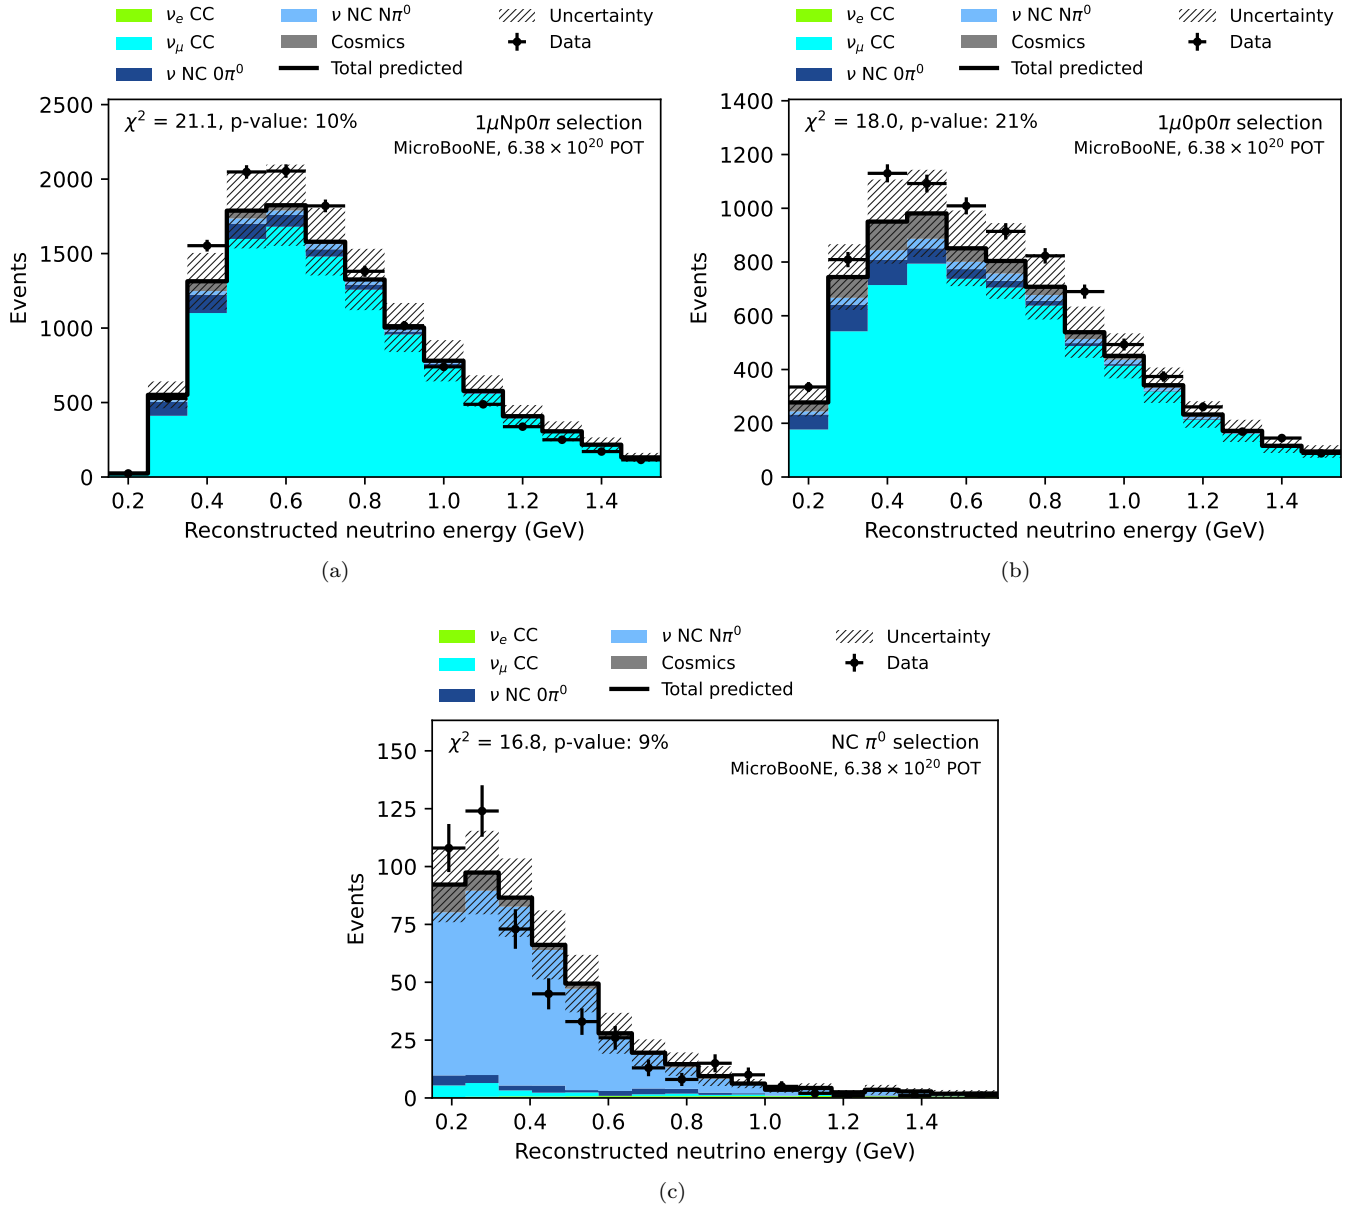 νe CC
νμ CC
ν NC 0π⁰
ν NC Nπ⁰
Cosmics
Total predicted
Uncertainty
Data
χ² = 21.1, p-value: 10%
1μNp0π selection
MicroBooNE, 6.38 × 10²⁰ POT
2500
2000
1500
1000
500
0
Events
0.2 0.4 0.6 0.8 1.0 1.2 1.4
Reconstructed neutrino energy (GeV)
(a)
νe CC
νμ CC
ν NC 0π⁰
ν NC Nπ⁰
Cosmics
Total predicted
Uncertainty
Data
χ² = 18.0, p-value: 21%
1μ0p0π selection
MicroBooNE, 6.38 × 10²⁰ POT
1400
1200
1000
800
600
400
200
0
Events
0.2 0.4 0.6 0.8 1.0 1.2 1.4
Reconstructed neutrino energy (GeV)
(b)
νe CC
νμ CC
ν NC 0π⁰
ν NC Nπ⁰
Cosmics
Total predicted
Uncertainty
Data
χ² = 16.8, p-value: 9%
NC π⁰ selection
MicroBooNE, 6.38 × 10²⁰ POT
150
125
100
75
50
25
0
Events
0.2 0.4 0.6 0.8 1.0 1.2 1.4
Reconstructed neutrino energy (GeV)
(c)